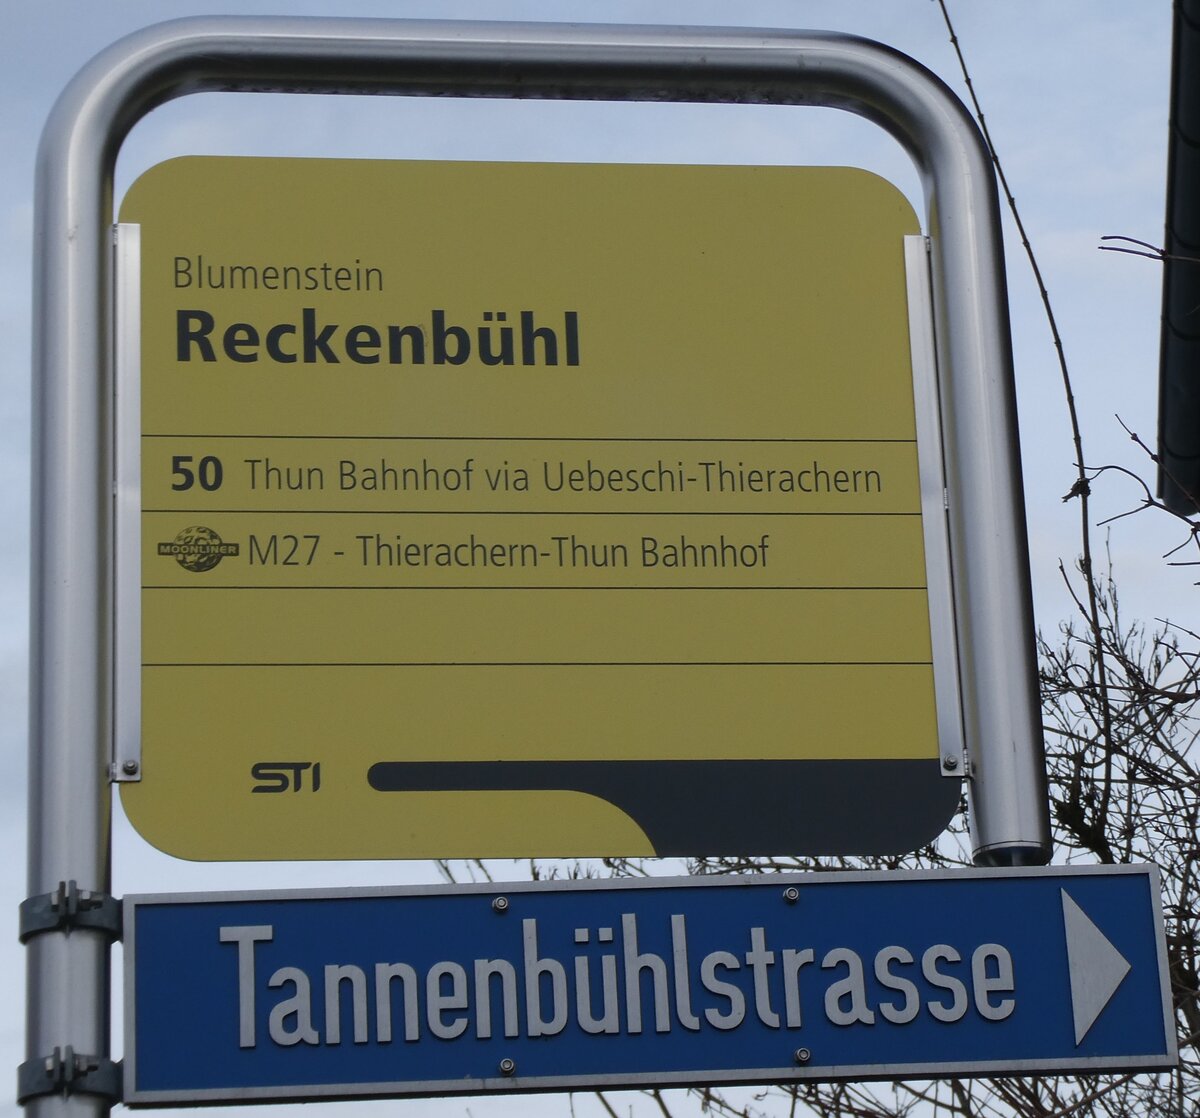 Blumenstein
Reckenbühl
50 Thun Bahnhof via Uebeschi-Thierachern
MOONLINER M27 - Thierachern-Thun Bahnhof
STI
Tannenbühlstrasse